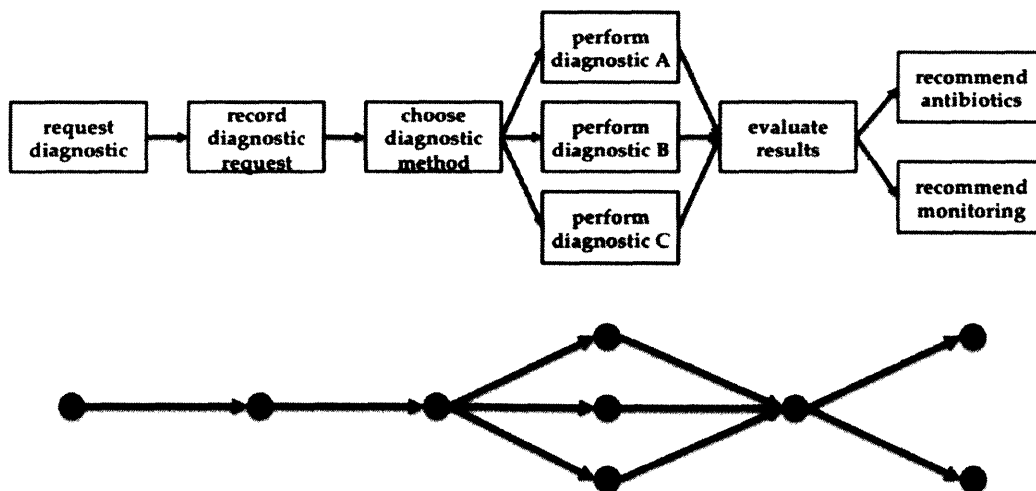 request
diagnostic
record
diagnostic
request
choose
diagnostic
method
perform
diagnostic A
perform
diagnostic B
perform
diagnostic C
evaluate
results
recommend
antibiotics
recommend
monitoring